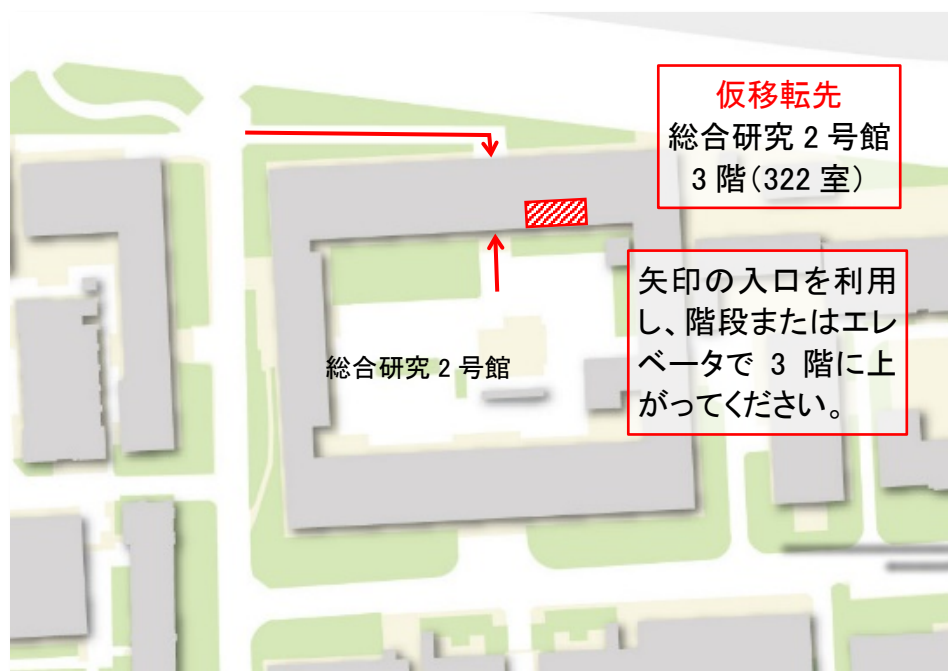 仮移転先
総合研究 2 号館
3 階(322 室)
矢印の入口を利用
し、階段またはエレ
ベータで 3 階に上
がってください。
総合研究 2 号館